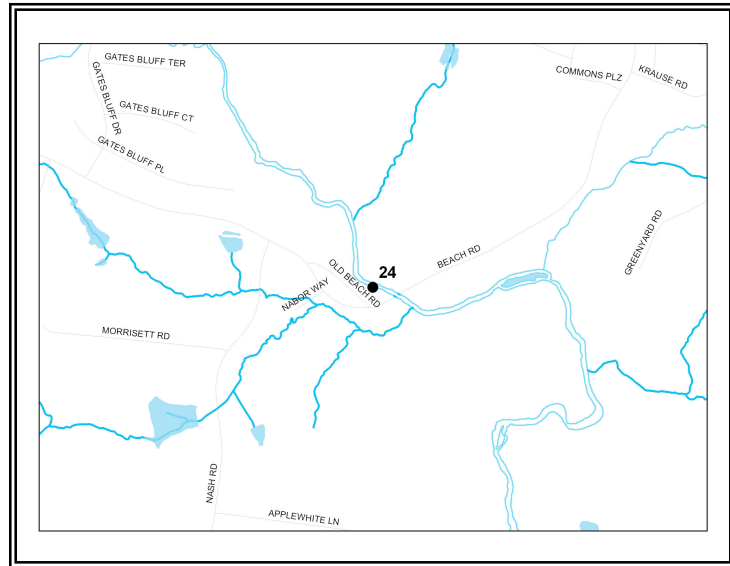 GATES BLUFF TER
COMMONS PLZ
KRAUSE RD
GATES BLUFF DR
GATES BLUFF CT
GATES BLUFF PL
GREENYARD RD
BEACH RD
OLD BEACH RD
24
NABOR WAY
MORRISETT RD
NASH RD
APPLEWHITE LN